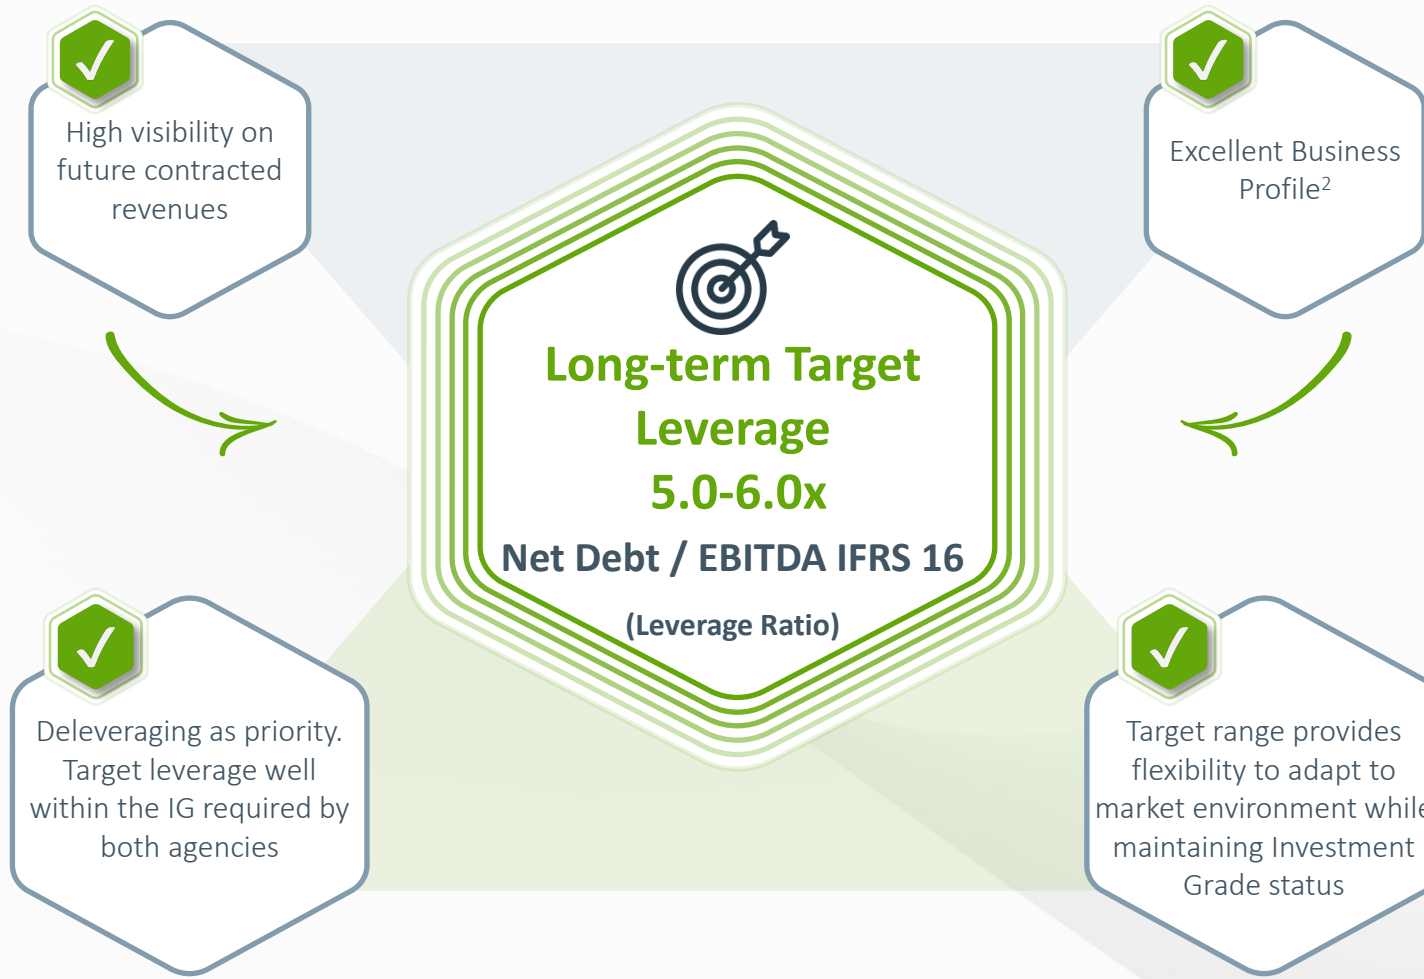 High visibility on
future contracted
revenues
Excellent Business
Profile²
Long-term Target
Leverage
5.0-6.0x
Net Debt / EBITDA IFRS 16
(Leverage Ratio)
Deleveraging as priority.
Target leverage well
within the IG required by
both agencies
Target range provides
flexibility to adapt to
market environment while
maintaining Investment
Grade status